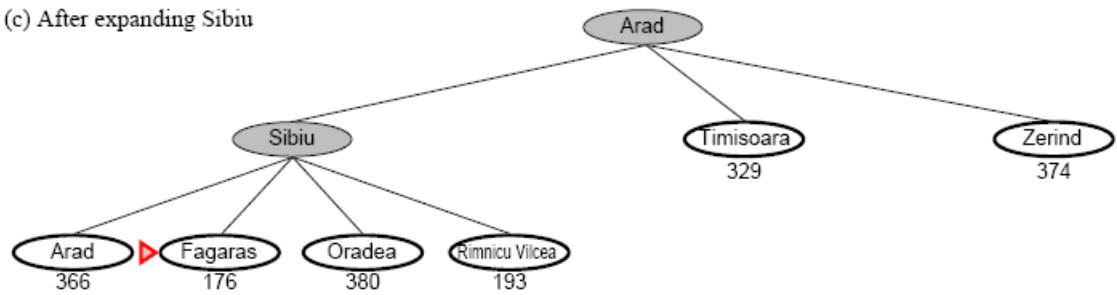 (c) After expanding Sibiu
Arad
Sibiu
Timisoara
Zerind
329
374
Arad
Fagaras
Oradea
Rimnicu Vilcea
366
176
380
193